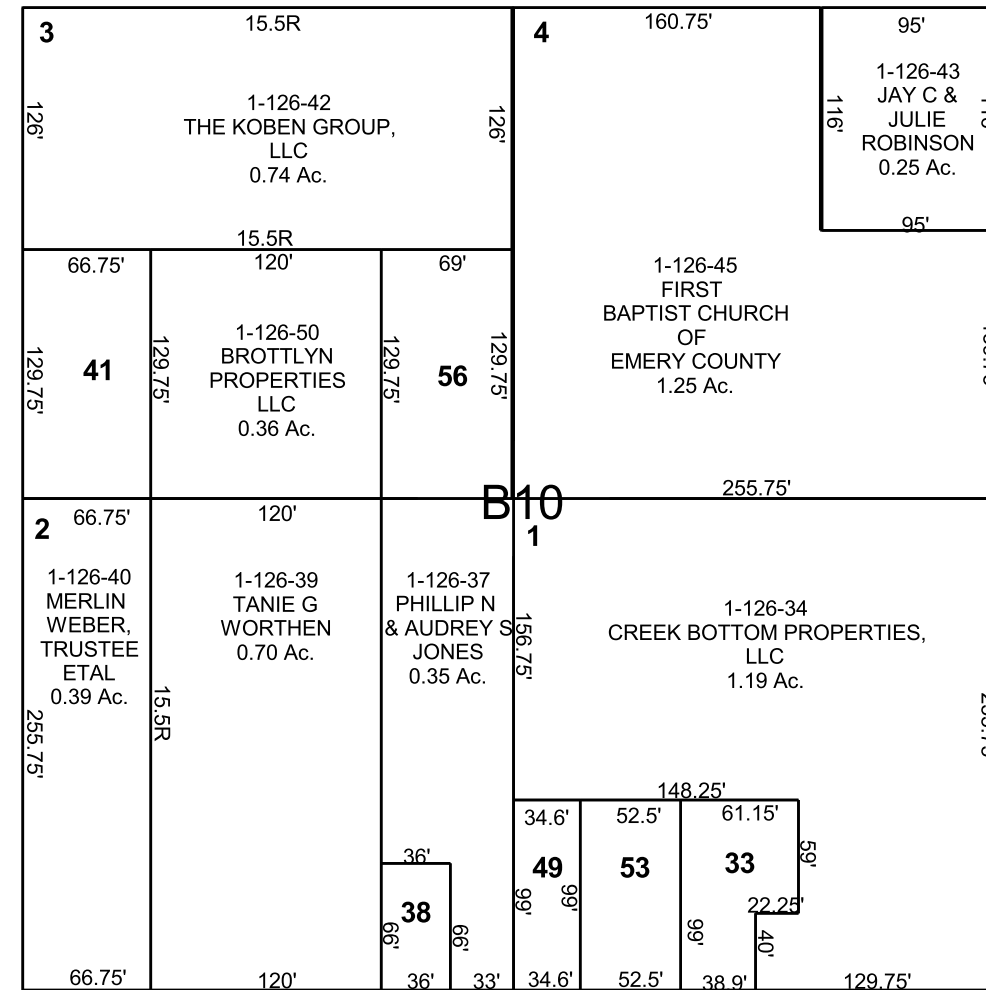 3
15.5R
126'
1-126-42
THE KOBEN GROUP,
LLC
0.74 Ac.
126'
15.5R
4
160.75'
95'
116'
1-126-43
JAY C &
JULIE
ROBINSON
0.25 Ac.
95'
1-126-45
FIRST
BAPTIST CHURCH
OF
EMERY COUNTY
1.25 Ac.
255.75'
66.75'
129.75'
41
129.75'
120'
1-126-50
BROTTLYN
PROPERTIES
LLC
0.36 Ac.
129.75'
69'
56
129.75'
B10
2
66.75'
1-126-40
MERLIN
WEBER,
TRUSTEE
ETAL
0.39 Ac.
255.75'
66.75'
120'
1-126-39
TANIE G
WORTHEN
0.70 Ac.
15.5R
120'
1-126-37
PHILLIP N
& AUDREY S
JONES
0.35 Ac.
36'
38
66'
66'
36'
33'
1
156.75'
1-126-34
CREEK BOTTOM PROPERTIES,
LLC
1.19 Ac.
148.25'
34.6'
49
99'
99'
34.6'
52.5'
53
52.5'
61.15'
33
59'
22.25'
99'
40'
38.9'
129.75'